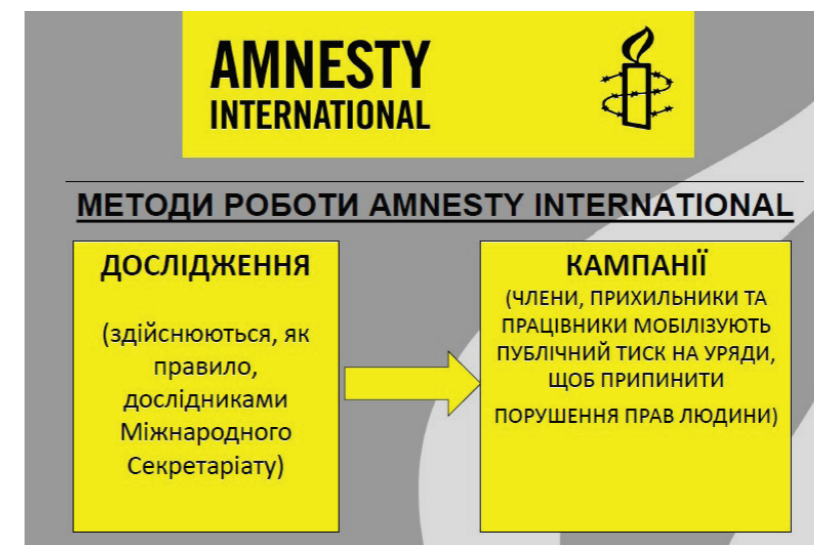 AMNESTY
INTERNATIONAL
МЕТОДИ РОБОТИ AMNESTY INTERNATIONAL
ДОСЛІДЖЕННЯ
(здійснюються, як
правило,
дослідниками
Міжнародного
Секретаріату)
КАМПАНІЇ
(ЧЛЕНИ, ПРИХИЛЬНИКИ ТА
ПРАЦІВНИКИ МОБІЛІЗУЮТЬ
ПУБЛІЧНИЙ ТИСК НА УРЯДИ,
ЩОБ ПРИПИНИТИ
ПОРУШЕННЯ ПРАВ ЛЮДИНИ)